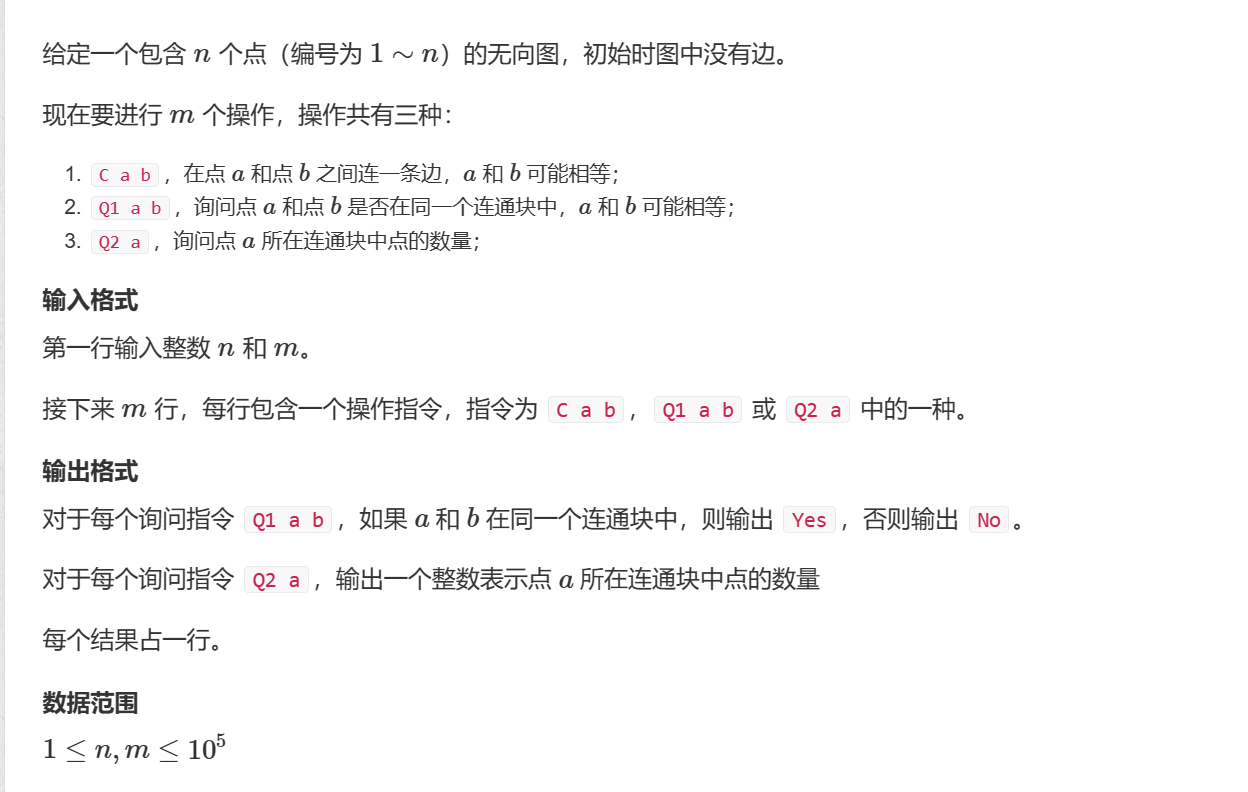 给定一个包含 n 个点（编号为 1 ∼ n）的无向图，初始时图中没有边。
现在要进行 m 个操作，操作共有三种：
1. C a b ，在点 a 和点 b 之间连一条边，a 和 b 可能相等；
2. Q1 a b ，询问点 a 和点 b 是否在同一个连通块中，a 和 b 可能相等；
3. Q2 a ，询问点 a 所在连通块中点的数量；
输入格式
第一行输入整数 n 和 m。
接下来 m 行，每行包含一个操作指令，指令为 C a b ， Q1 a b 或 Q2 a 中的一种。
输出格式
对于每个询问指令 Q1 a b ，如果 a 和 b 在同一个连通块中，则输出 Yes ，否则输出 No 。
对于每个询问指令 Q2 a ，输出一个整数表示点 a 所在连通块中点的数量
每个结果占一行。
数据范围
1 ≤ n, m ≤ 10⁵